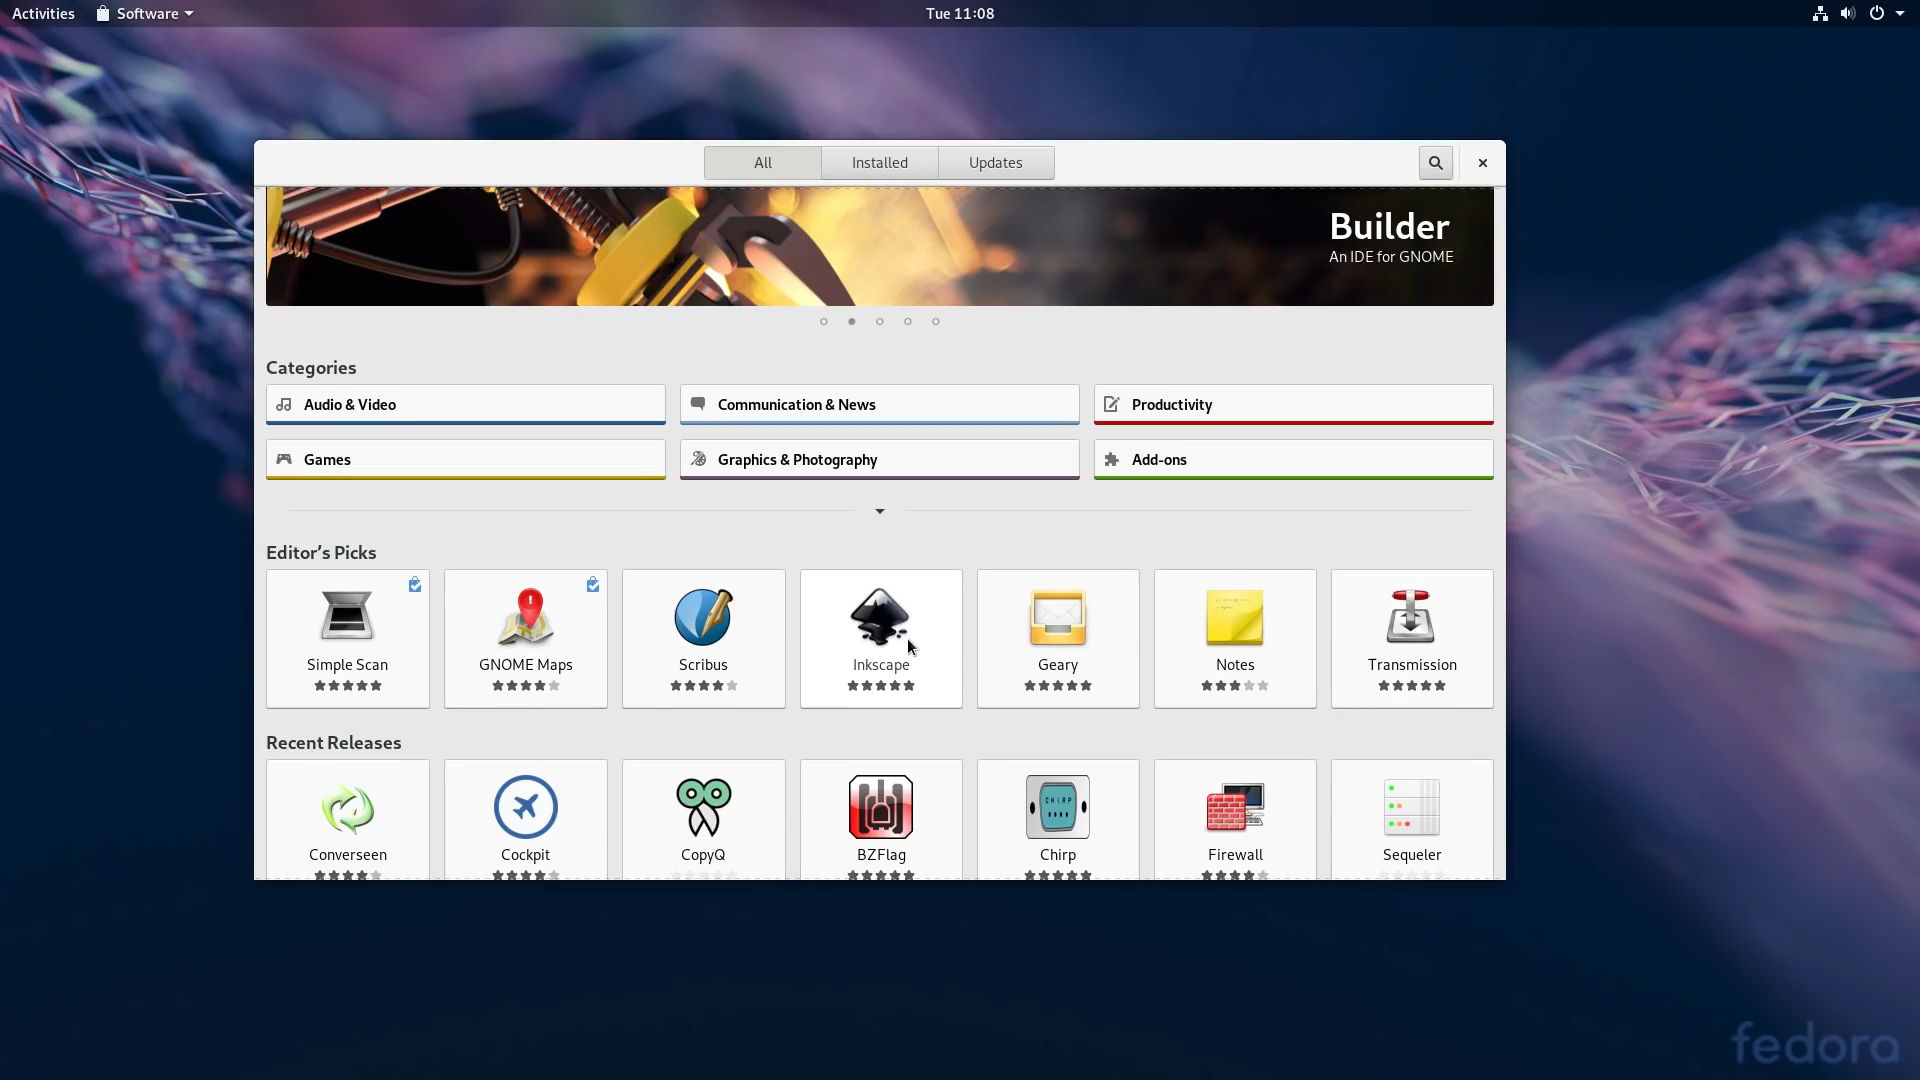 Activities Software Tue 11:08
All Installed Updates
Builder
An IDE for GNOME
Categories
Audio & Video Communication & News Productivity
Games Graphics & Photography Add-ons
Editor’s Picks
Simple Scan GNOME Maps Scribus Inkscape Geary Notes Transmission
Recent Releases
CHIRP
Converseen Cockpit CopyQ BZFlag Chirp Firewall Sequeler
fedora